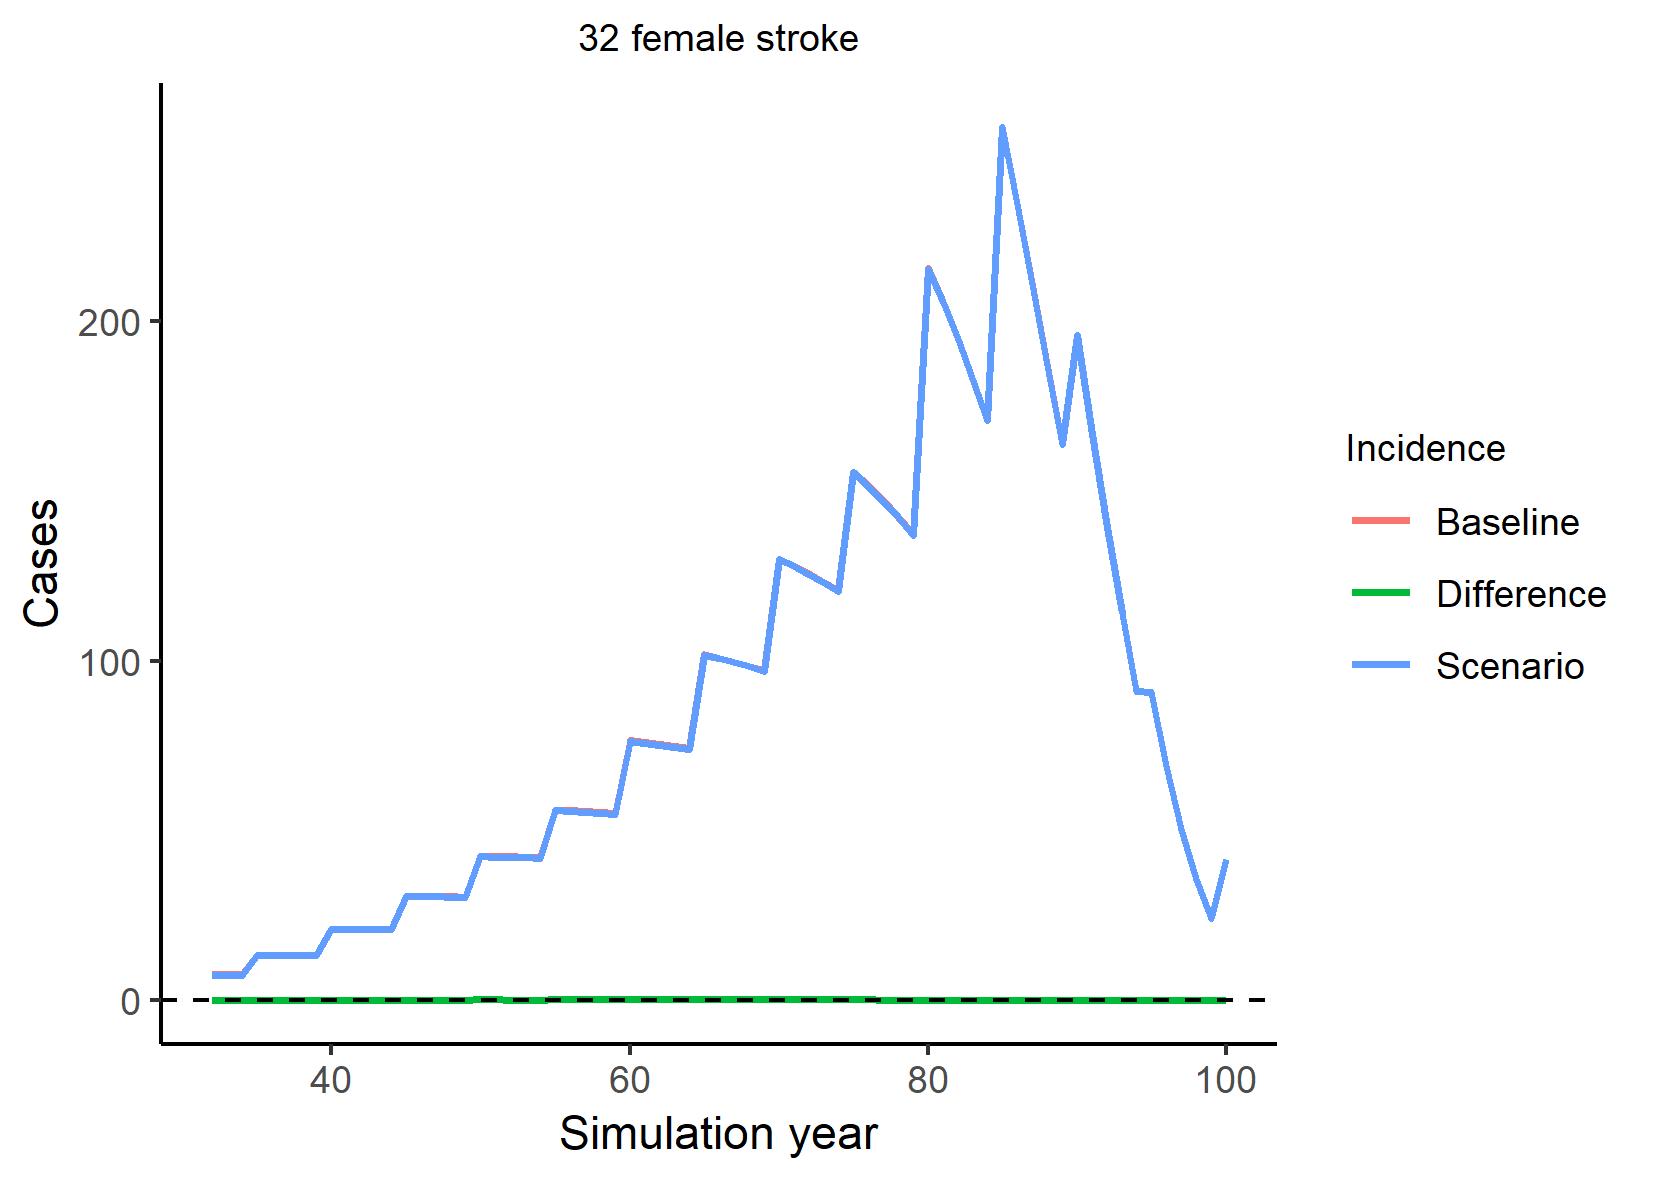 32 female stroke
Cases
200
100
0
40 60 80 100
Simulation year
Incidence
Baseline
Difference
Scenario